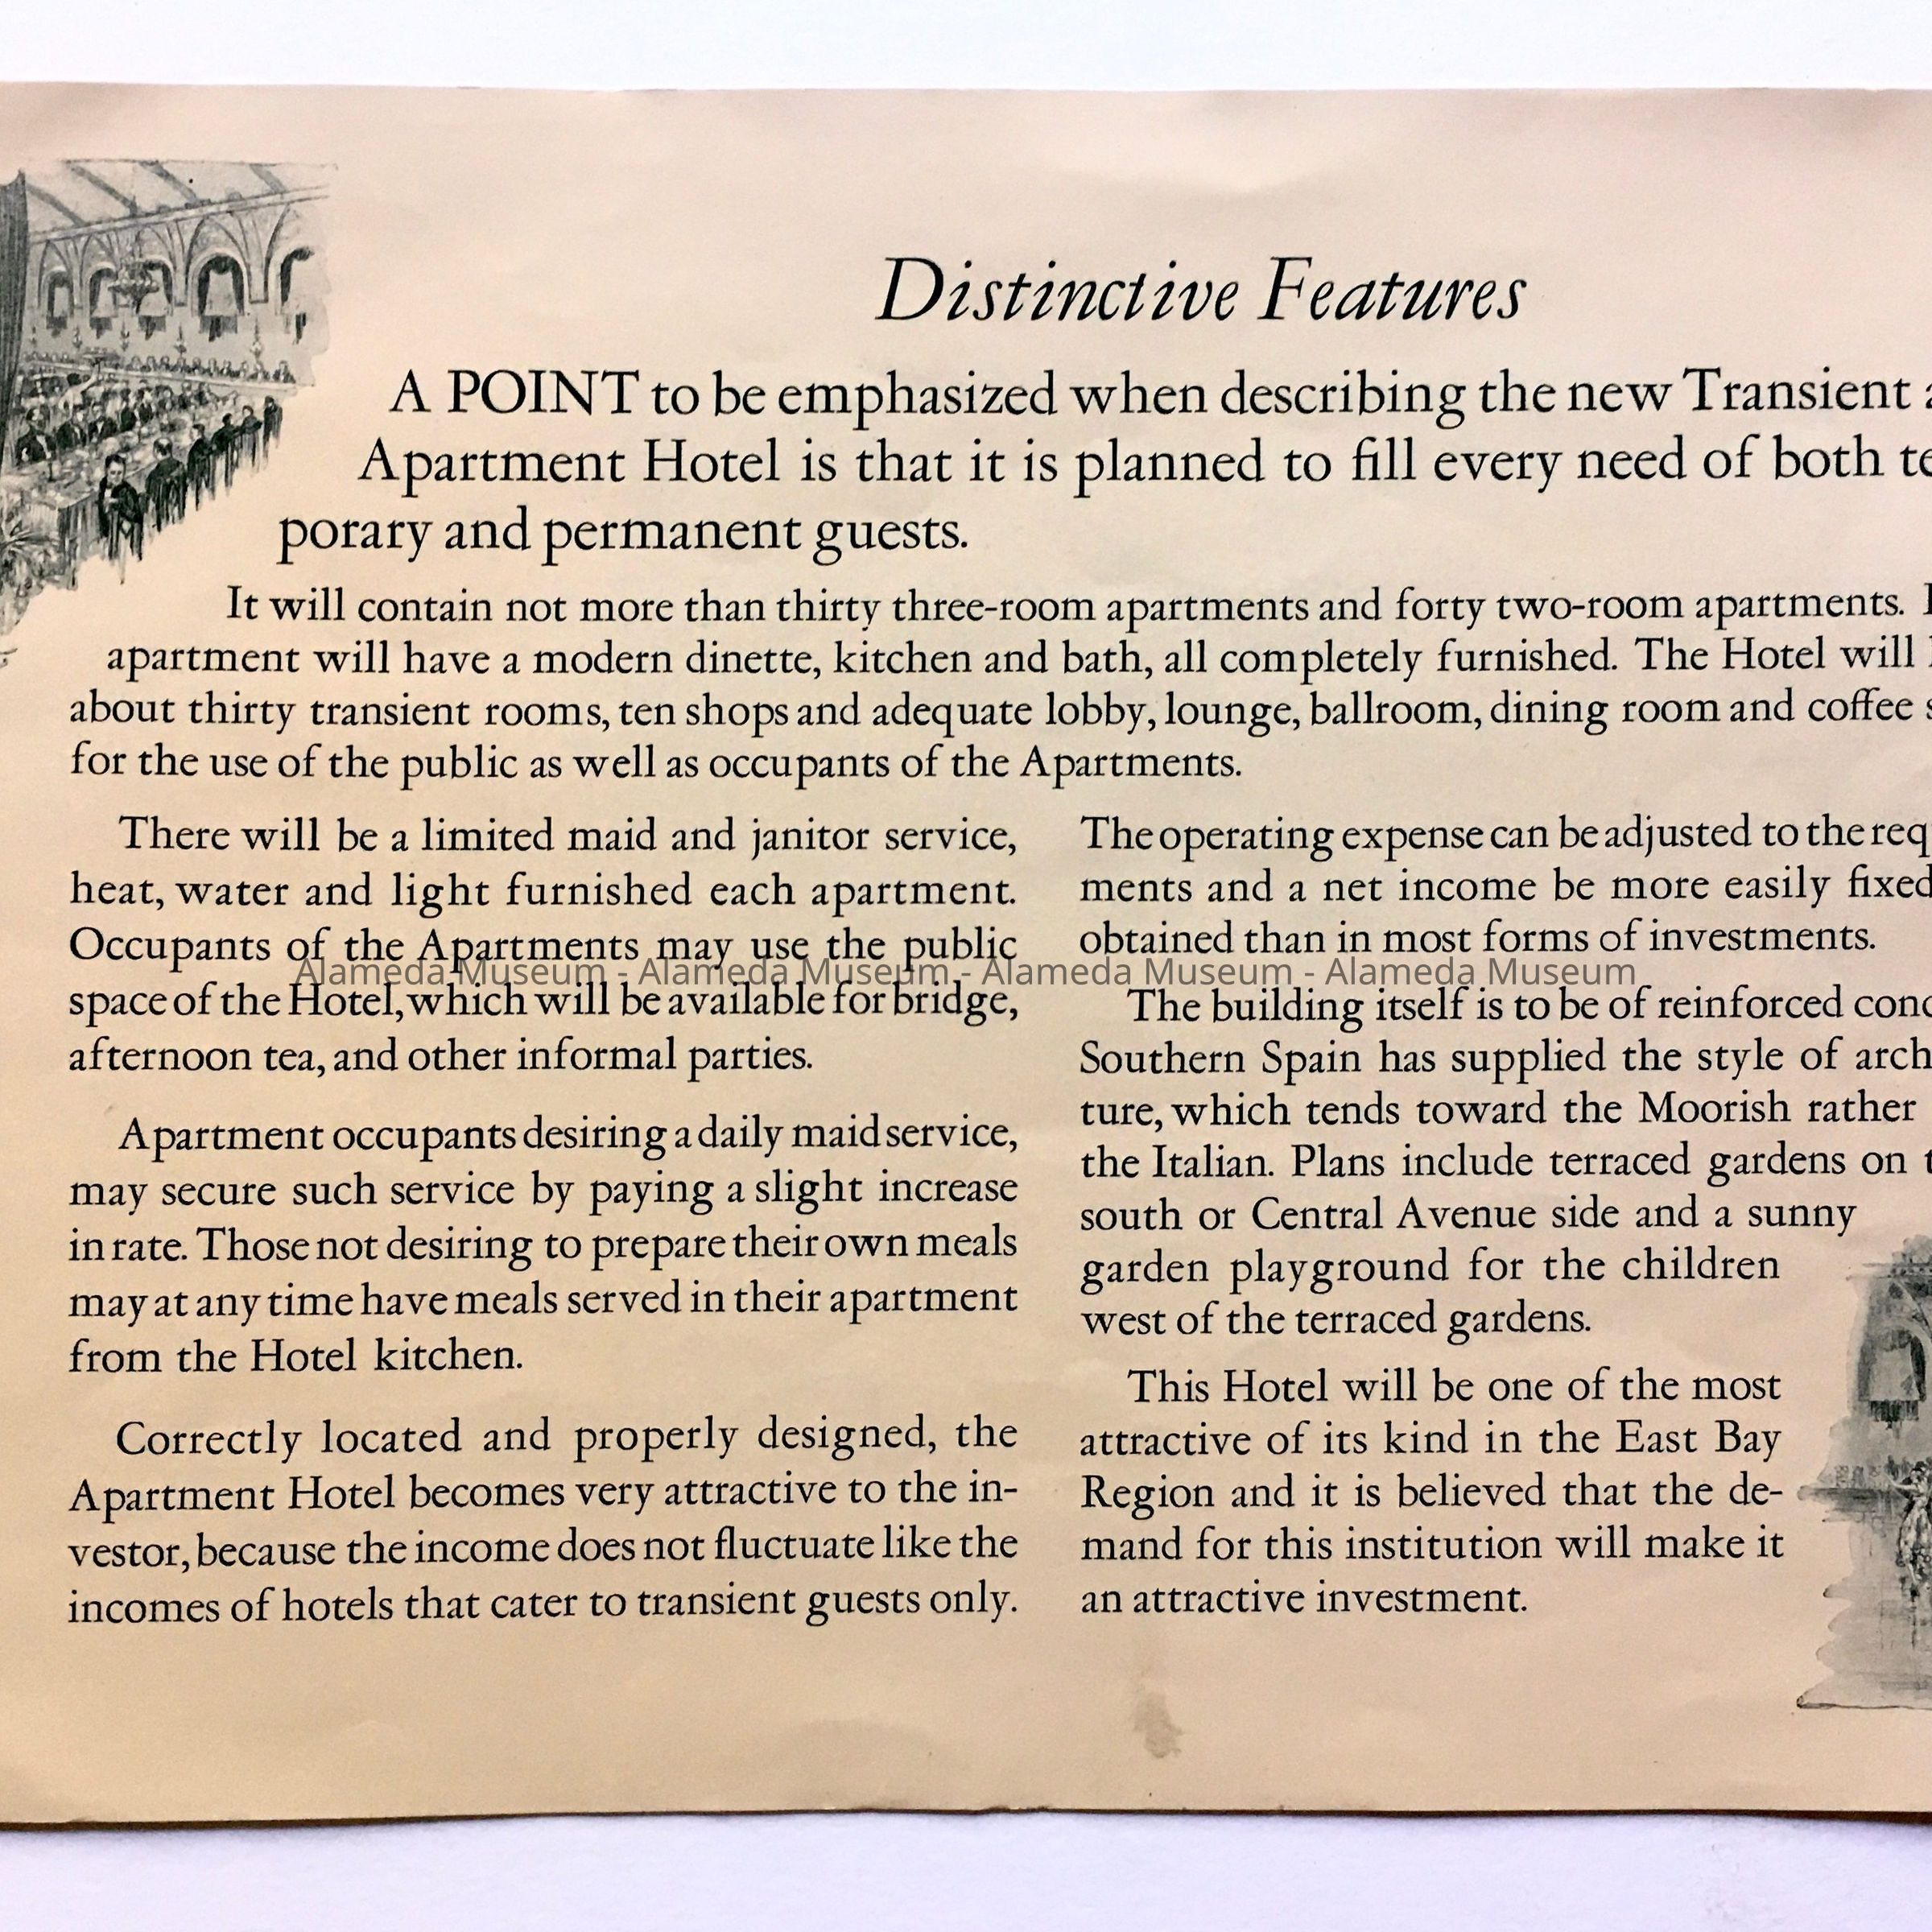 Distinctive Features
A POINT to be emphasized when describing the new Transient
Apartment Hotel is that it is planned to fill every need of both
porary and permanent guests.
It will contain not more than thirty three-room apartments and forty two-room apartments.
apartment will have a modern dinette, kitchen and bath, all completely furnished. The Hotel will
about thirty transient rooms, ten shops and adequate lobby, lounge, ballroom, dining room and coffee
for the use of the public as well as occupants of the Apartments.
There will be a limited maid and janitor service,
heat, water and light furnished each apartment.
Occupants of the Apartments may use the public
space of the Hotel, which will be available for bridge,
afternoon tea, and other informal parties.
Apartment occupants desiring a daily maid service,
may secure such service by paying a slight increase
in rate. Those not desiring to prepare their own meals
may at any time have meals served in their apartment
from the Hotel kitchen.
Correctly located and properly designed, the
Apartment Hotel becomes very attractive to the in-
vestor, because the income does not fluctuate like the
incomes of hotels that cater to transient guests only.
The operating expense can be adjusted to the req
ments and a net income be more easily fixed
obtained than in most forms of investments.
The building itself is to be of reinforced conc
Southern Spain has supplied the style of arch
ture, which tends toward the Moorish rather
the Italian. Plans include terraced gardens on
south or Central Avenue side and a sunny
garden playground for the children
west of the terraced gardens.
This Hotel will be one of the most
attractive of its kind in the East Bay
Region and it is believed that the de-
mand for this institution will make it
an attractive investment.
Alameda Museum - Alameda Museum - Alameda Museum - Alameda Museum